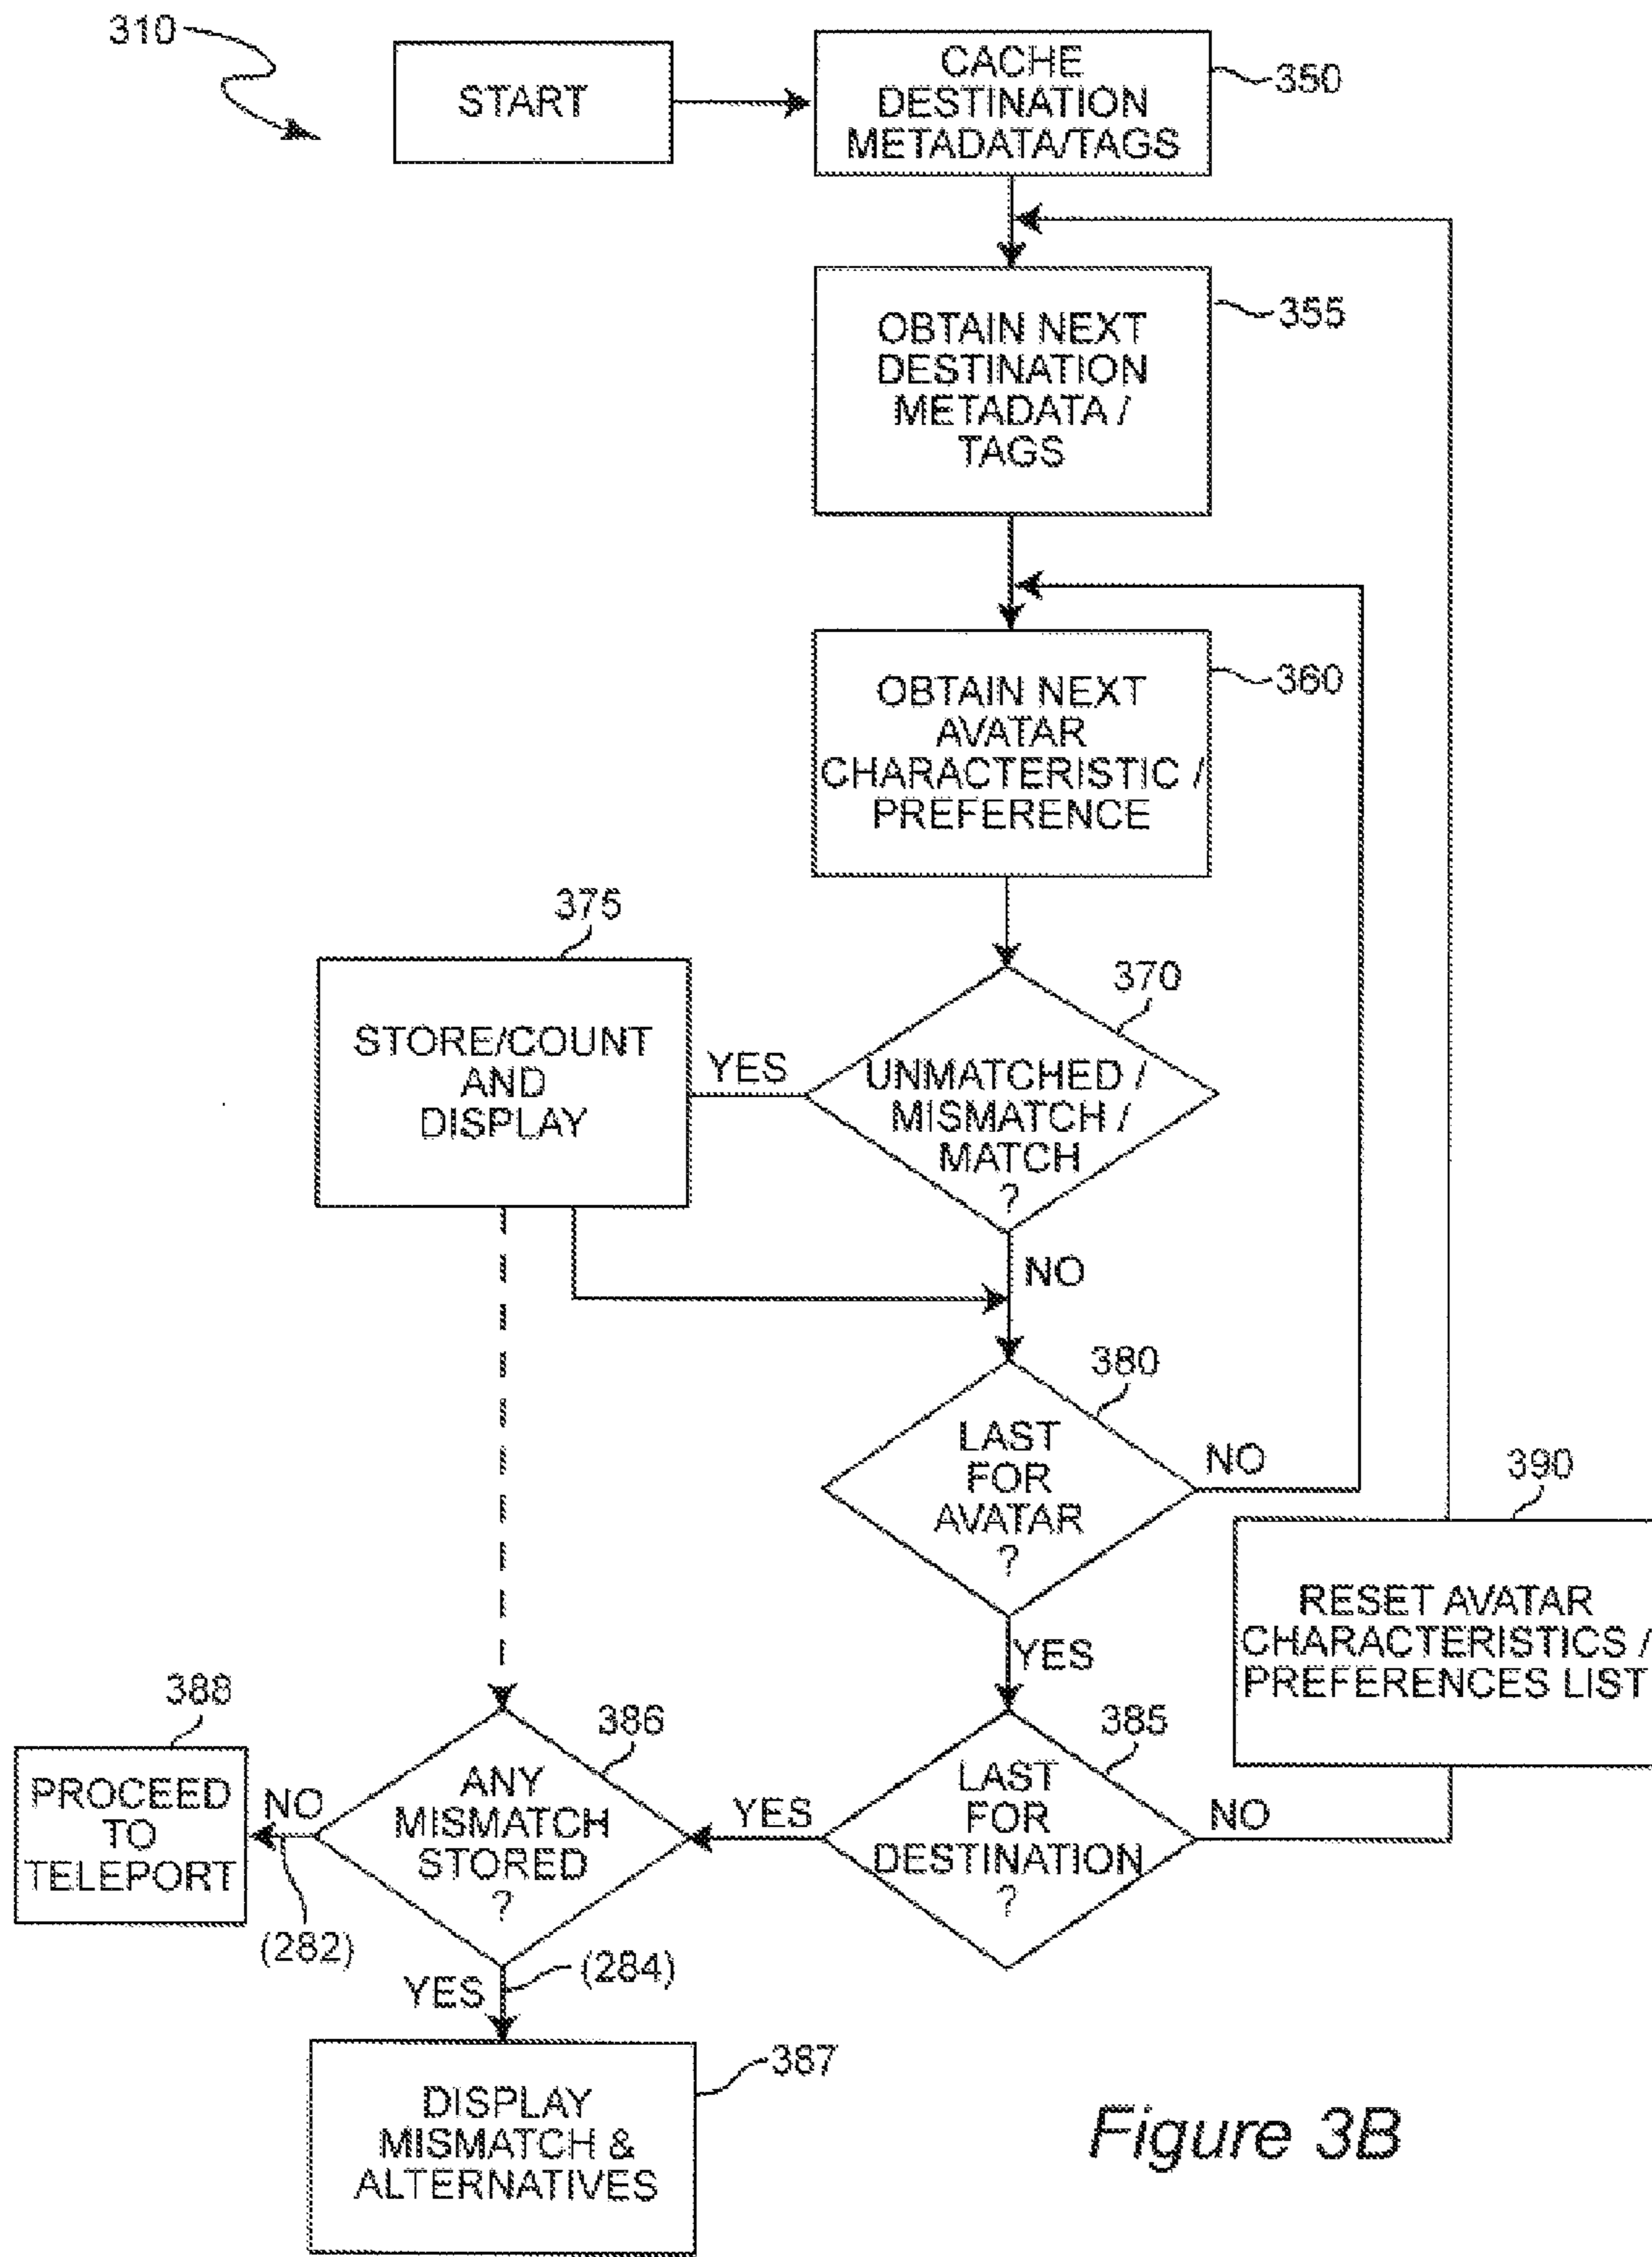 310
START
CACHE
DESTINATION
METADATA/TAGS
350
OBTAIN NEXT
DESTINATION
METADATA /
TAGS
355
OBTAIN NEXT
AVATAR
CHARACTERISTIC /
PREFERENCE
360
375
STORE/COUNT
AND
DISPLAY
YES
370
UNMATCHED /
MISMATCH /
MATCH
?
NO
380
LAST
FOR
AVATAR
?
NO
YES
390
RESET AVATAR
CHARACTERISTICS /
PREFERENCES LIST
385
LAST
FOR
DESTINATION
?
NO
YES
386
ANY
MISMATCH
STORED
?
NO
(282)
388
PROCEED
TO
TELEPORT
YES
(284)
387
DISPLAY
MISMATCH &
ALTERNATIVES
Figure 3B